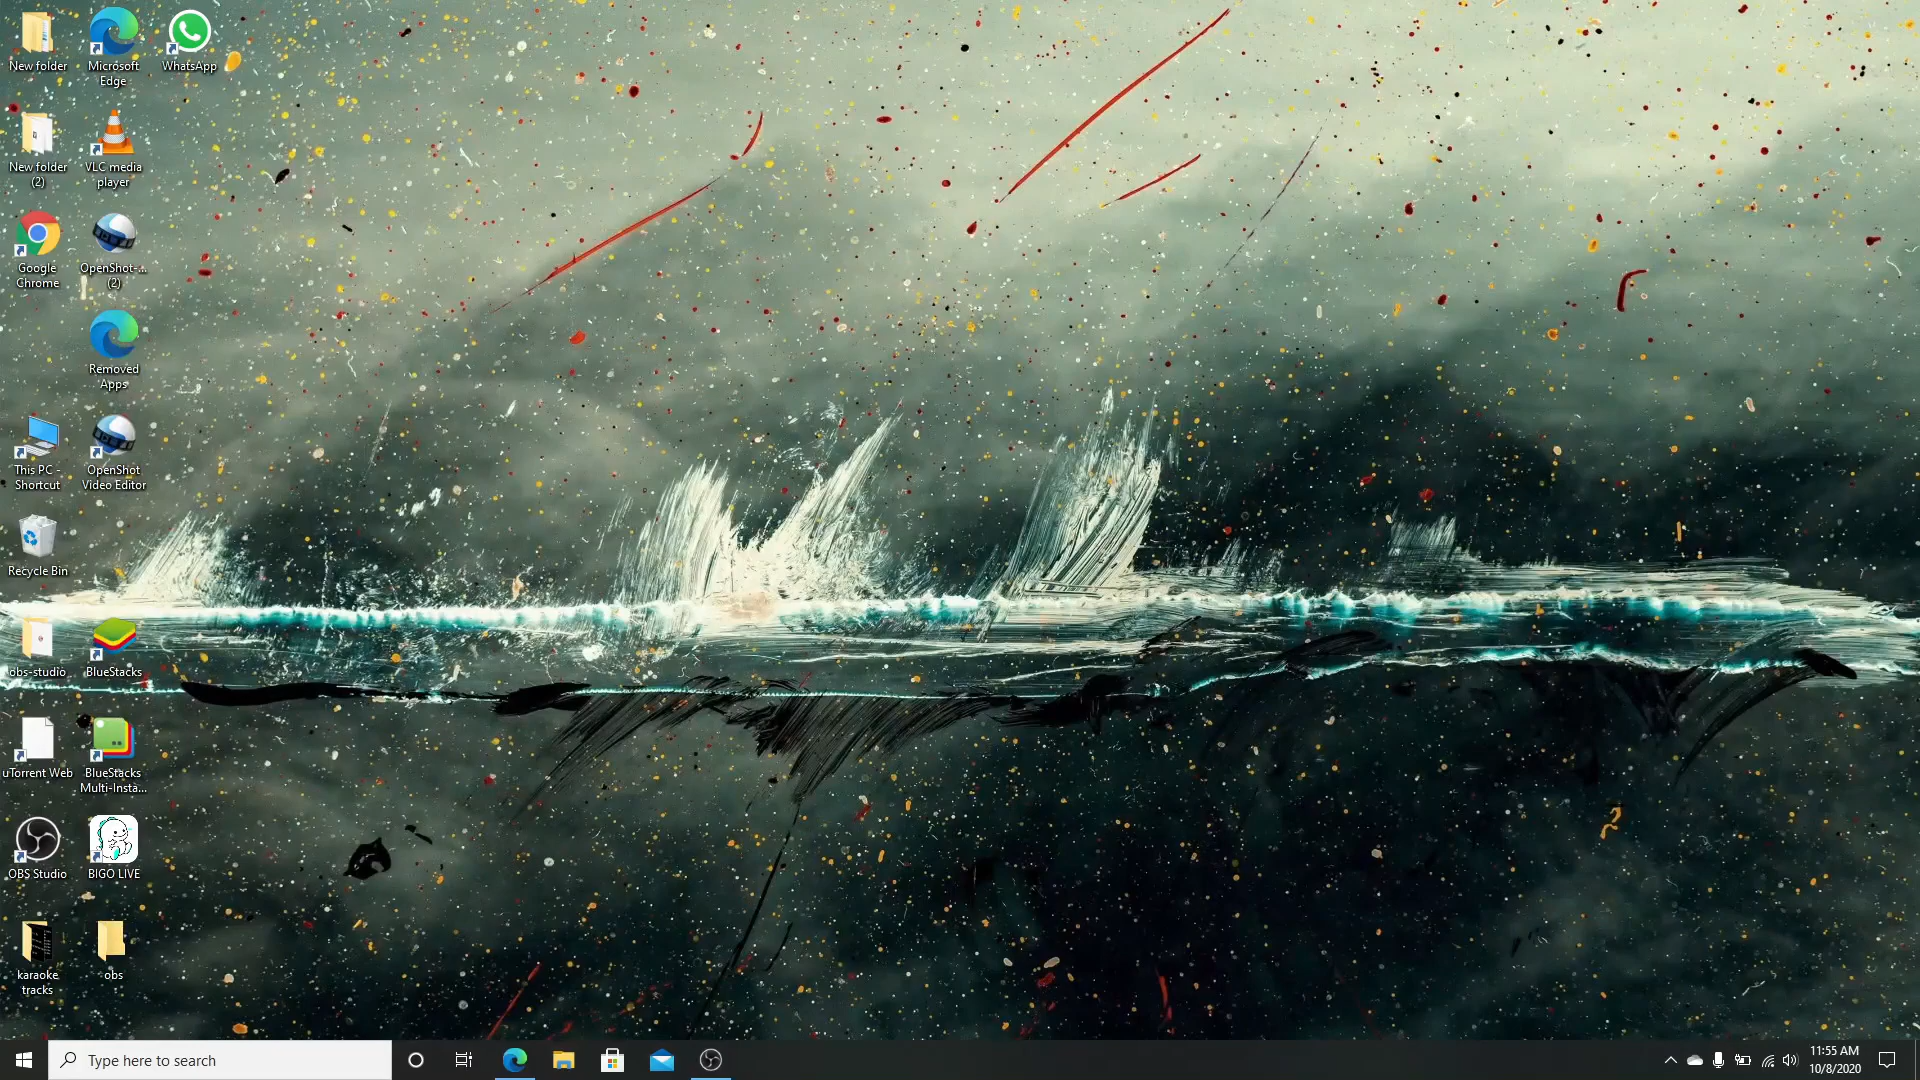 New folder
Microsoft
Edge
WhatsApp
New folder
(2)
VLC media
player
Google
Chrome
OpenShot-...
(2)
Removed
Apps
This PC -
Shortcut
OpenShot
Video Editor
Recycle Bin
obs-studio
BlueStacks
uTorrent Web
BlueStacks
Multi-Insta...
OBS Studio
BIGO LIVE
karaoke
tracks
obs
Type here to search
11:55 AM
10/8/2020